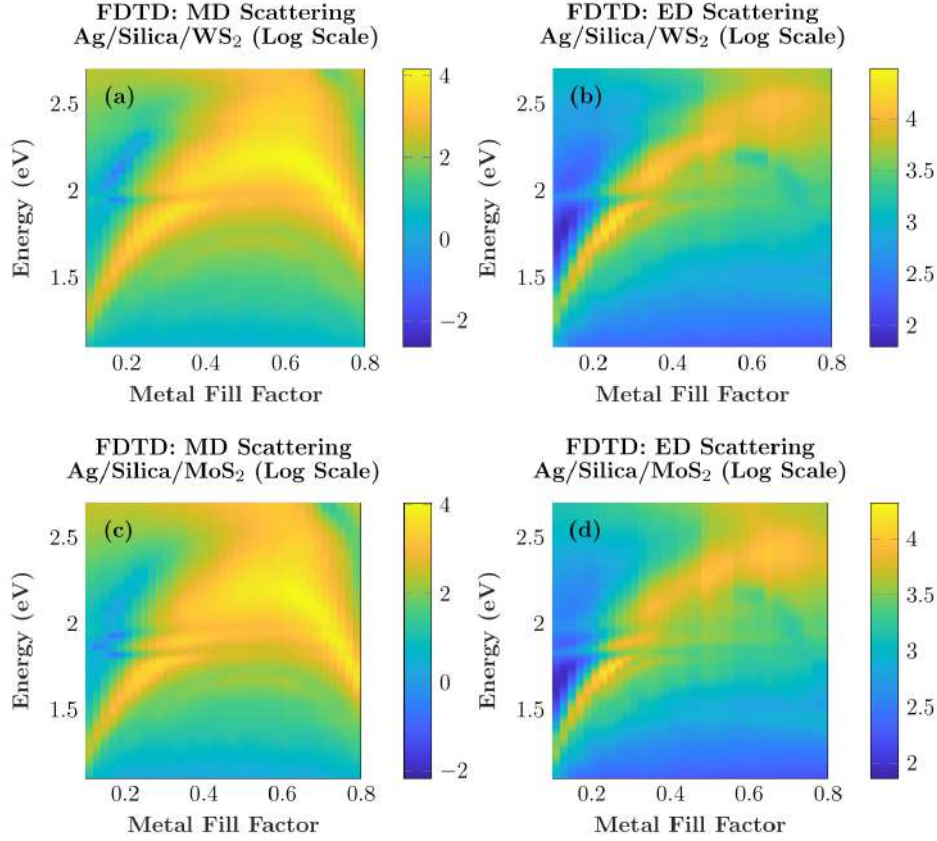 FDTD: MD Scattering
Ag/Silica/WS₂ (Log Scale)
(a)
2.5
2
1.5
Energy (eV)
0.2 0.4 0.6 0.8
Metal Fill Factor
4
2
0
−2
FDTD: ED Scattering
Ag/Silica/WS₂ (Log Scale)
(b)
2.5
2
1.5
Energy (eV)
0.2 0.4 0.6 0.8
Metal Fill Factor
4
3.5
3
2.5
2
FDTD: MD Scattering
Ag/Silica/MoS₂ (Log Scale)
(c)
2.5
2
1.5
Energy (eV)
0.2 0.4 0.6 0.8
Metal Fill Factor
4
2
0
−2
FDTD: ED Scattering
Ag/Silica/MoS₂ (Log Scale)
(d)
2.5
2
1.5
Energy (eV)
0.2 0.4 0.6 0.8
Metal Fill Factor
4
3.5
3
2.5
2